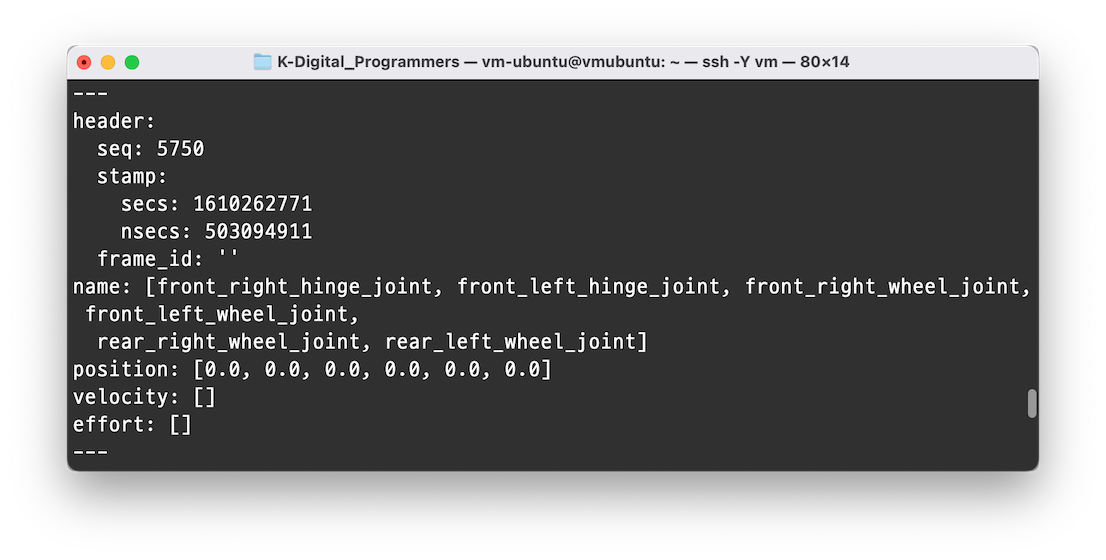 K-Digital_Programmers — vm-ubuntu@vmubuntu: ~ — ssh -Y vm — 80×14
---
header:
  seq: 5750
  stamp:
    secs: 1610262771
    nsecs: 503094911
  frame_id: ''
name: [front_right_hinge_joint, front_left_hinge_joint, front_right_wheel_joint,
 front_left_wheel_joint,
  rear_right_wheel_joint, rear_left_wheel_joint]
position: [0.0, 0.0, 0.0, 0.0, 0.0, 0.0]
velocity: []
effort: []
---